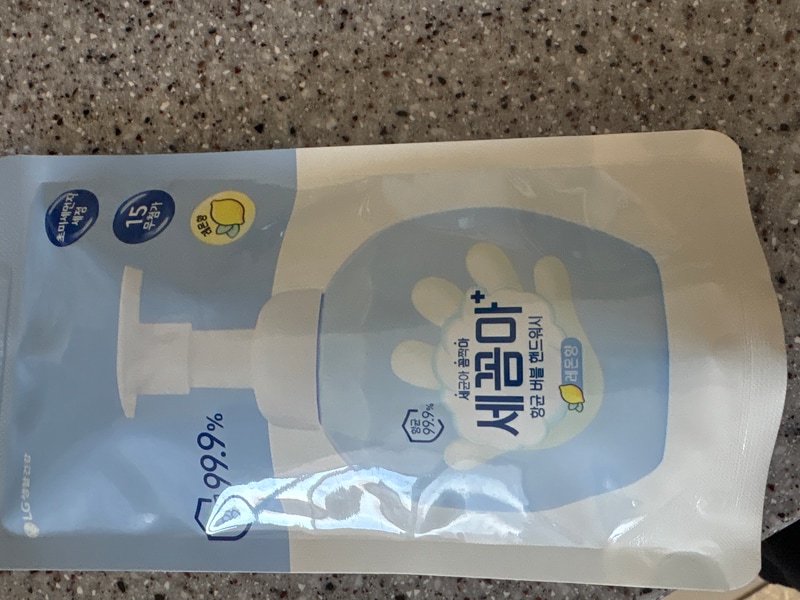 LG생활건강
초미세먼지
세정
15
무첨가
레몬향
99.9%
항균
99.9%
세균아 꼼짝마
세꼼마+
항균 버블 핸드워시
레몬향